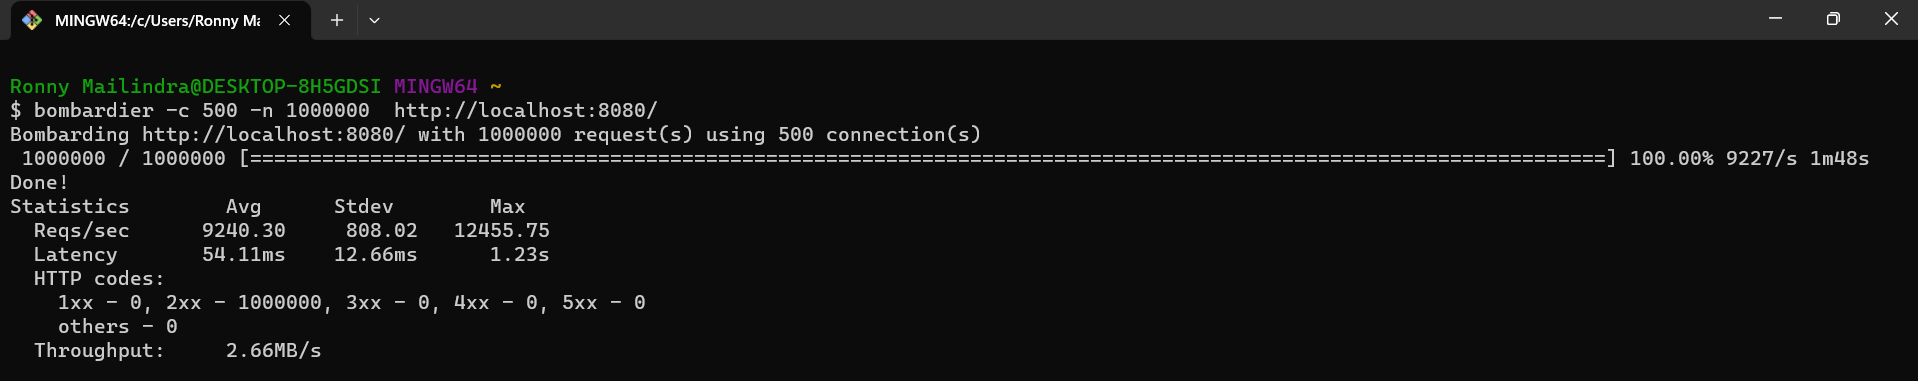 MINGW64:/c/Users/Ronny Ma
Ronny Mailindra@DESKTOP-8H5GDSI MINGW64 ~
$ bombardier -c 500 -n 1000000  http://localhost:8080/
Bombarding http://localhost:8080/ with 1000000 request(s) using 500 connection(s)
 1000000 / 1000000 [=================================================================================================================] 100.00% 9227/s 1m48s
Done!
Statistics        Avg      Stdev        Max
  Reqs/sec      9240.30     808.02   12455.75
  Latency       54.11ms    12.66ms      1.23s
  HTTP codes:
    1xx - 0, 2xx - 1000000, 3xx - 0, 4xx - 0, 5xx - 0
    others - 0
  Throughput:     2.66MB/s